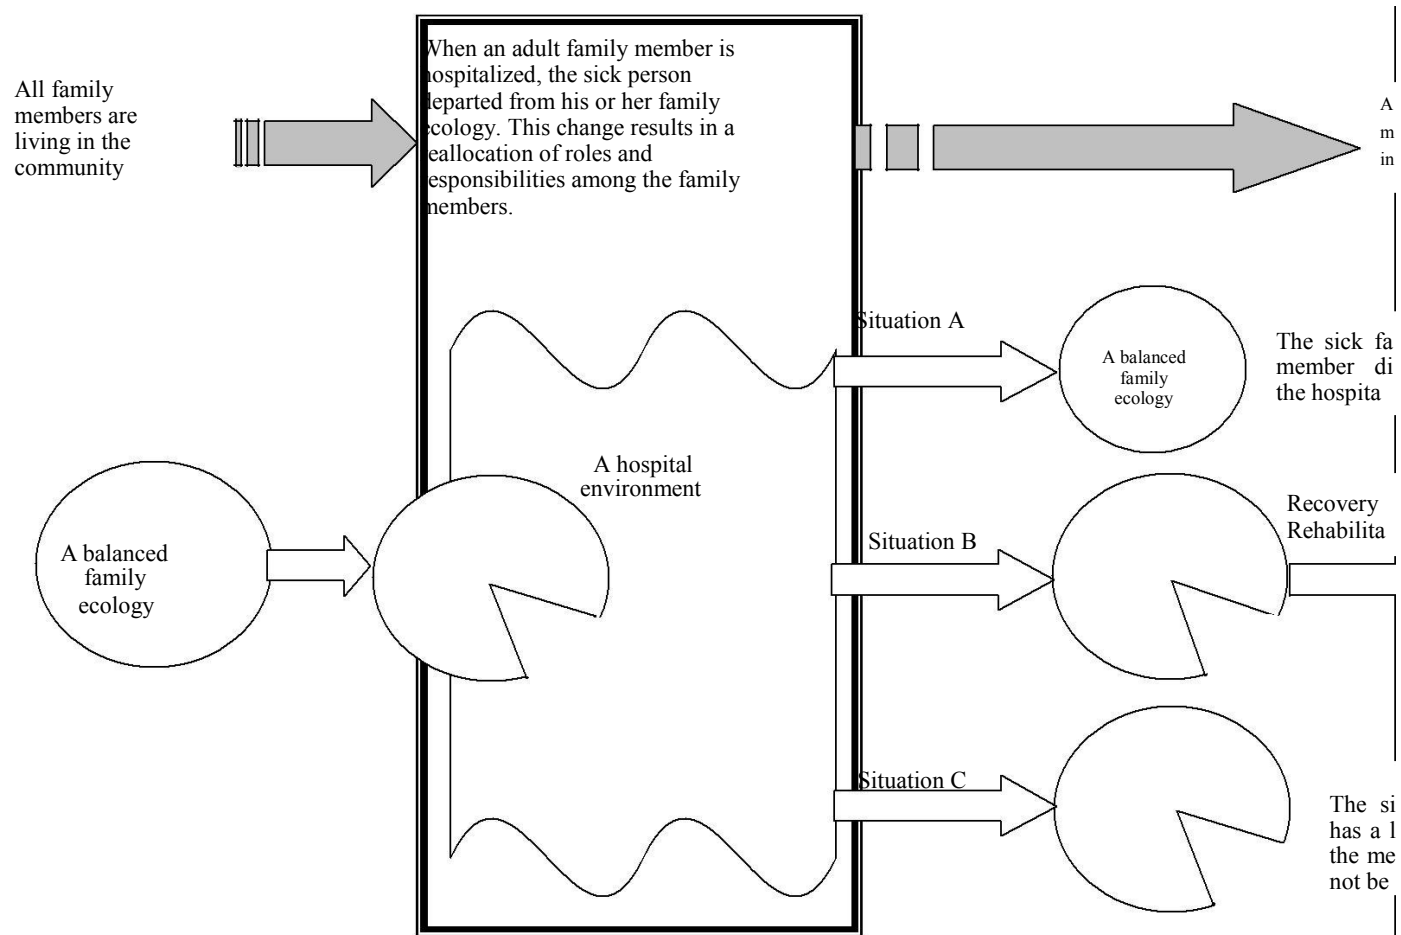 All family
members are
living in the
community
When an adult family member is
hospitalized, the sick person
departed from his or her family
ecology. This change results in a
reallocation of roles and
responsibilities among the family
members.
A
m
in
Situation A
A balanced
family
ecology
The sick fa
member di
the hospita
A hospital
environment
A balanced
family
ecology
Situation B
Recovery
Rehabilita
Situation C
The si
has a l
the me
not be